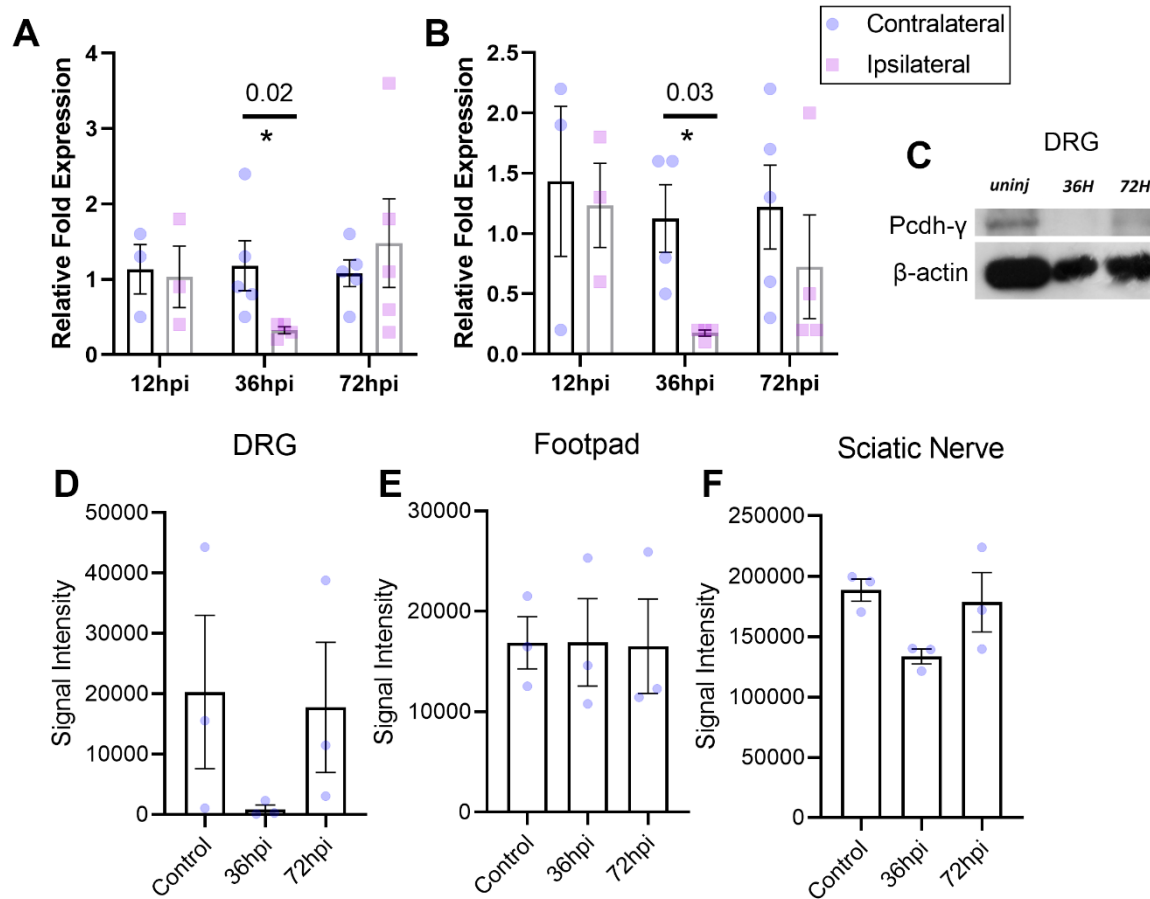 A
Relative Fold Expression
4
3
2
1
0
0.02
*
12hpi
36hpi
72hpi
B
Relative Fold Expression
2.5
2.0
1.5
1.0
0.5
0.0
0.03
*
12hpi
36hpi
72hpi
Contralateral
Ipsilateral
C
DRG
uninj 36H 72H
Pcdh-γ
β-actin
DRG
D
Signal Intensity
50000
40000
30000
20000
10000
0
Control
36hpi
72hpi
Footpad
E
Signal Intensity
30000
20000
10000
0
Control
36hpi
72hpi
Sciatic Nerve
F
Signal Intensity
250000
200000
150000
100000
50000
0
Control
36hpi
72hpi